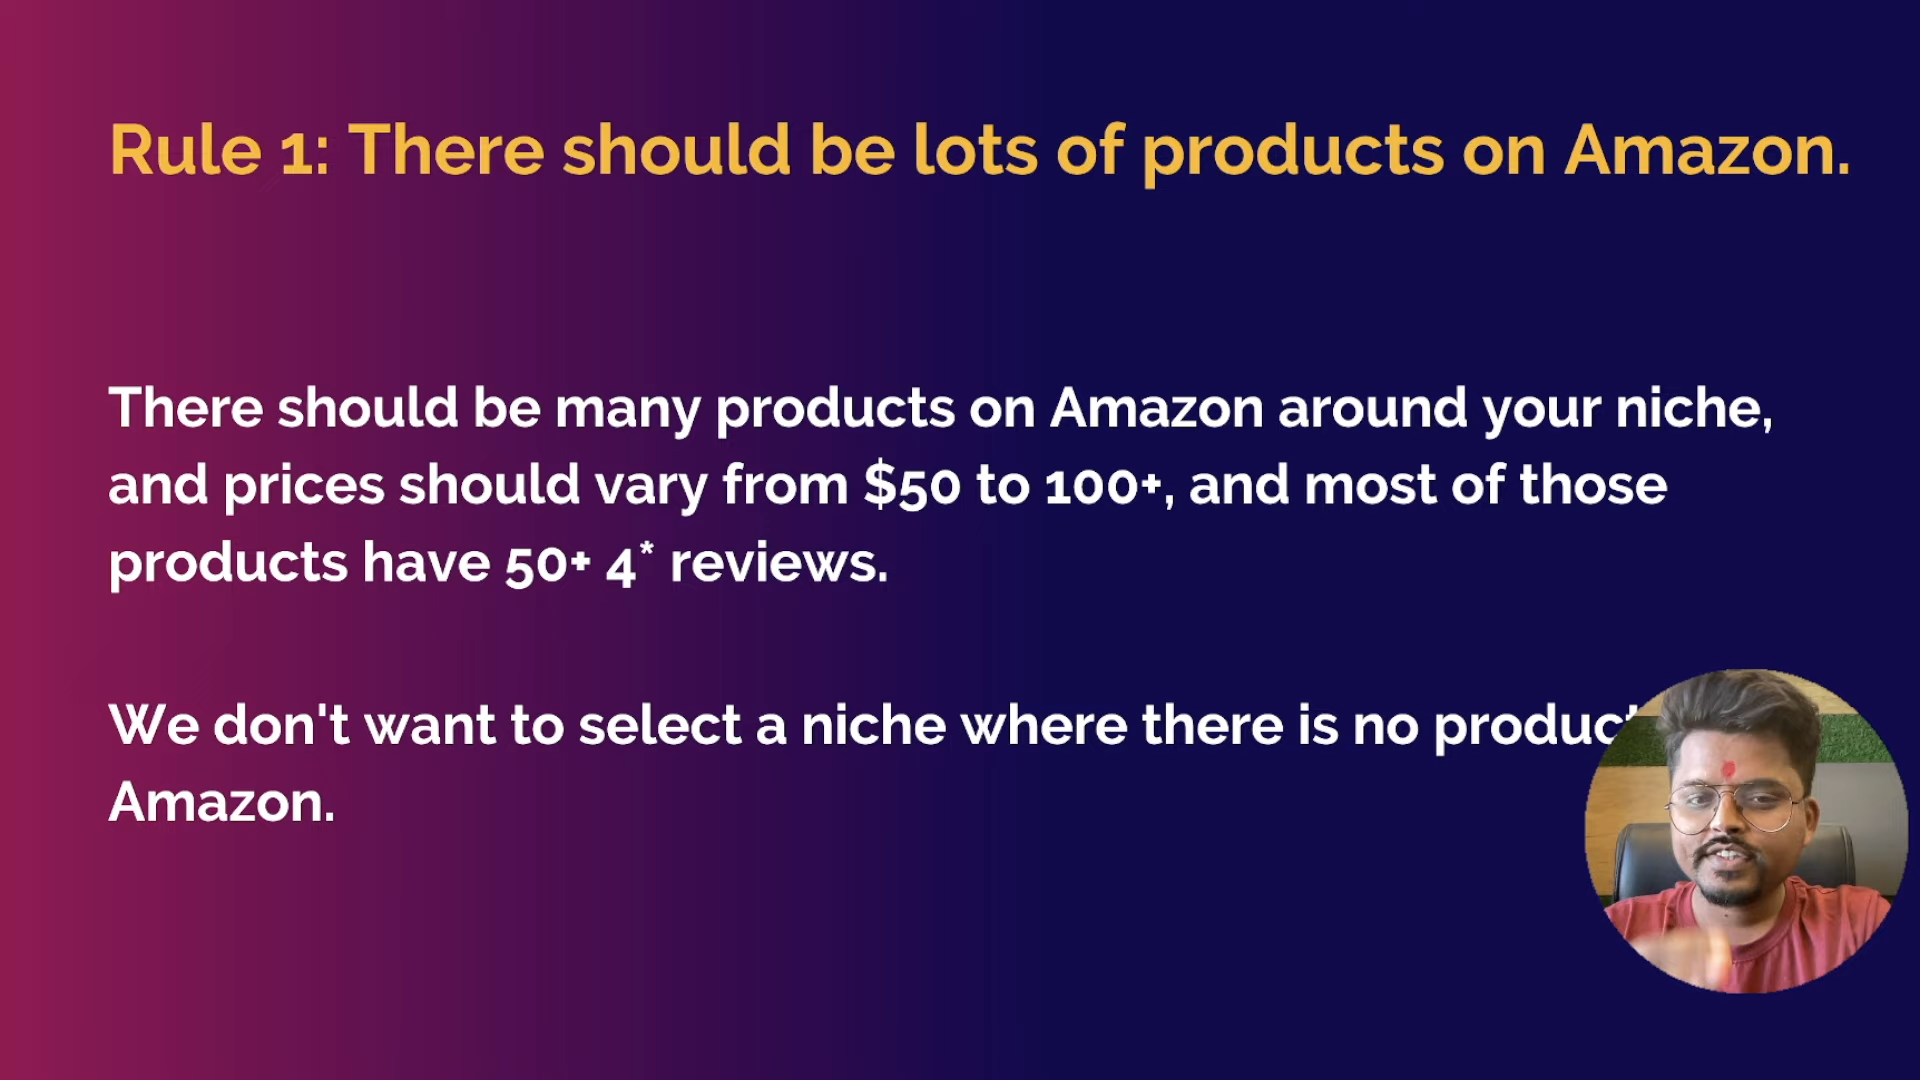 Rule 1: There should be lots of products on Amazon.
There should be many products on Amazon around your niche,
and prices should vary from $50 to 100+, and most of those
products have 50+ 4* reviews.
We don't want to select a niche where there is no
Amazon.